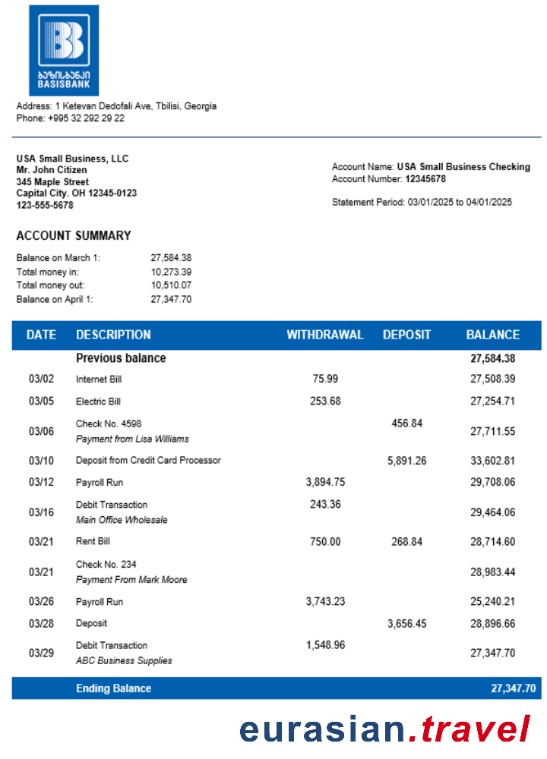 ბაზისბანკი
BASISBANK
Address: 1 Ketevan Dedofali Ave, Tbilisi, Georgia
Phone: +995 32 292 29 22
USA Small Business, LLC
Mr. John Citizen
345 Maple Street
Capital City. OH 12345-0123
123-555-5678
Account Name: USA Small Business Checking
Account Number: 12345678
Statement Period: 03/01/2025 to 04/01/2025
ACCOUNT SUMMARY
Balance on March 1: 27,584.38
Total money in: 10,273.39
Total money out: 10,510.07
Balance on April 1: 27,347.70
DATE DESCRIPTION WITHDRAWAL DEPOSIT BALANCE
Previous balance 27,584.38
03/02 Internet Bill 75.99 27,508.39
03/05 Electric Bill 253.68 27,254.71
03/06 Check No. 4598 456.84 27,711.55
Payment from Lisa Williams
03/10 Deposit from Credit Card Processor 5,891.26 33,602.81
03/12 Payroll Run 3,894.75 29,708.06
03/16 Debit Transaction 243.36 29,464.06
Main Office Wholesale
03/21 Rent Bill 750.00 268.84 28,714.60
03/21 Check No. 234 28,983.44
Payment From Mark Moore
03/26 Payroll Run 3,743.23 25,240.21
03/28 Deposit 3,656.45 28,896.66
03/29 Debit Transaction 1,548.96 27,347.70
ABC Business Supplies
Ending Balance 27,347.70
eurasian.travel